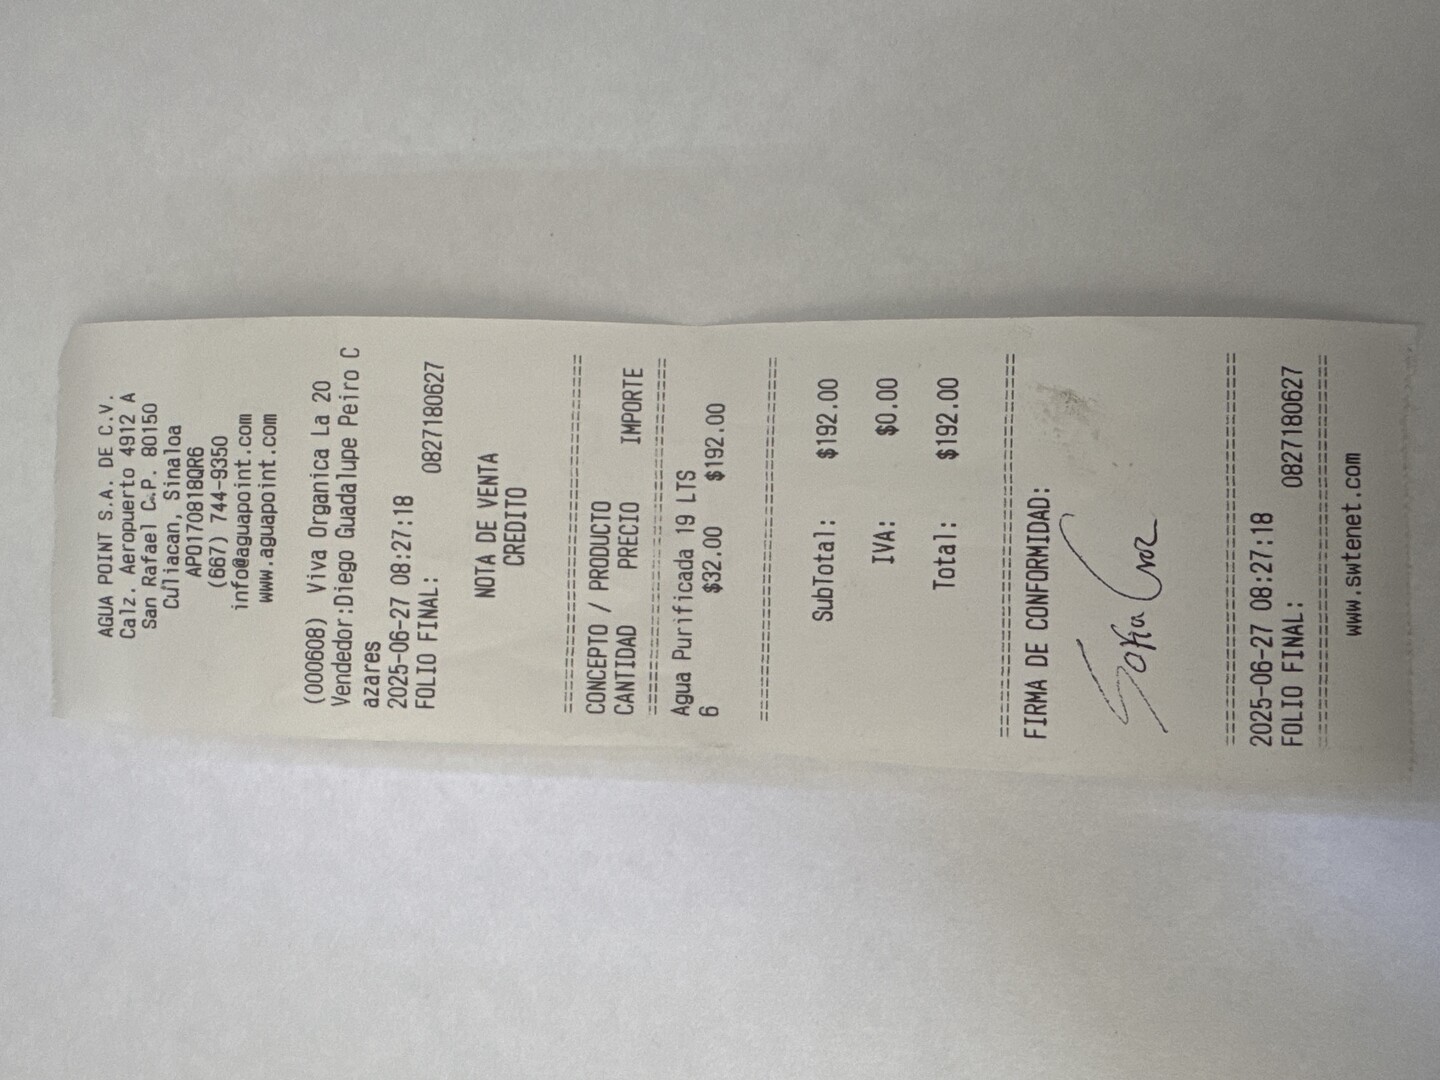 AGUA POINT S.A. DE C.V.
Calz. Aeropuerto 4912 A
San Rafael C.P. 80150
Culiacan, Sinaloa
APO170818QR6
(667) 744-9350
info@aguapoint.com
www.aguapoint.com
(000608) Viva Organica La 20
Vendedor:Diego Guadalupe Peiro C
azares
2025-06-27 08:27:18
FOLIO FINAL: 0827180627
NOTA DE VENTA
CREDITO
================================
CONCEPTO / PRODUCTO
CANTIDAD PRECIO IMPORTE
================================
Agua Purificada 19 LTS
6 $32.00 $192.00
================================
SubTotal: $192.00
IVA: $0.00
Total: $192.00
================================
FIRMA DE CONFORMIDAD:
Sofia Cruz
================================
2025-06-27 08:27:18
FOLIO FINAL: 0827180627
================================
www.swtenet.com